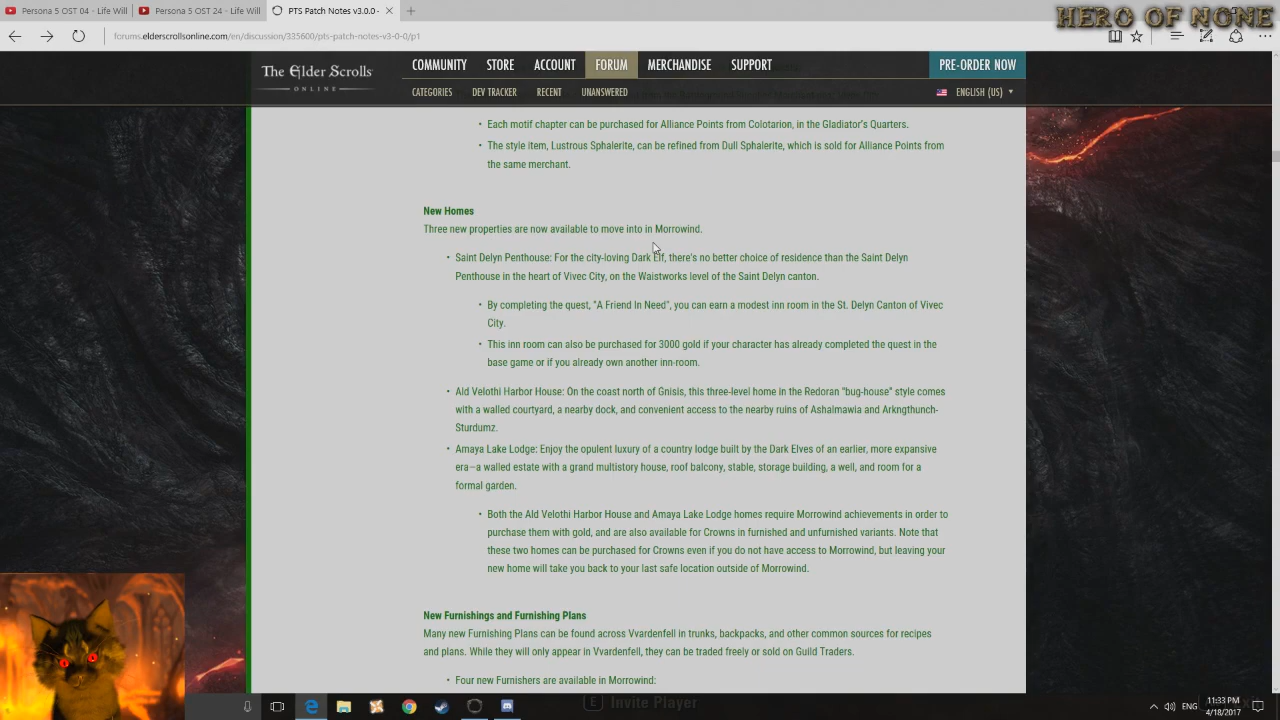 Persona 5 OST 04 - Life Will
Persona 5 OST 24 - Life Will
PTS Patch Notes v3.0-0
HERO OF NONE
forums.elderscrollsonline.com/en/discussion/335600/pts-patch-notes-v3-0-0/p1
The Elder Scrolls
ONLINE
COMMUNITY STORE ACCOUNT FORUM MERCHANDISE SUPPORT PRE-ORDER NOW
CATEGORIES DEV TRACKER RECENT UNANSWERED ENGLISH (US)
• Each motif chapter can be purchased for Alliance Points from Colotarion, in the Gladiator's Quarters.
• The style item, Lustrous Sphalerite, can be refined from Dull Sphalerite, which is sold for Alliance Points from
the same merchant.
New Homes
Three new properties are now available to move into in Morrowind.
• Saint Delyn Penthouse: For the city-loving Dark Elf, there's no better choice of residence than the Saint Delyn
Penthouse in the heart of Vivec City, on the Waistworks level of the Saint Delyn canton.
• By completing the quest, "A Friend In Need", you can earn a modest inn room in the St. Delyn Canton of Vivec
City.
• This inn room can also be purchased for 3000 gold if your character has already completed the quest in the
base game or if you already own another inn-room.
• Ald Velothi Harbor House: On the coast north of Gnisis, this three-level home in the Redoran "bug-house" style comes
with a walled courtyard, a nearby dock, and convenient access to the nearby ruins of Ashalmawia and Arkngthunch-
Sturdumz.
• Amaya Lake Lodge: Enjoy the opulent luxury of a country lodge built by the Dark Elves of an earlier, more expansive
era—a walled estate with a grand multistory house, roof balcony, stable, storage building, a well, and room for a
formal garden.
• Both the Ald Velothi Harbor House and Amaya Lake Lodge homes require Morrowind achievements in order to
purchase them with gold, and are also available for Crowns in furnished and unfurnished variants. Note that
these two homes can be purchased for Crowns even if you do not have access to Morrowind, but leaving your
new home will take you back to your last safe location outside of Morrowind.
New Furnishings and Furnishing Plans
Many new Furnishing Plans can be found across Vvardenfell in trunks, backpacks, and other common sources for recipes
and plans. While they will only appear in Vvardenfell, they can be traded freely or sold on Guild Traders.
• Four new Furnishers are available in Morrowind:
E Invite Player
ENG
11:33 PM
4/18/2017